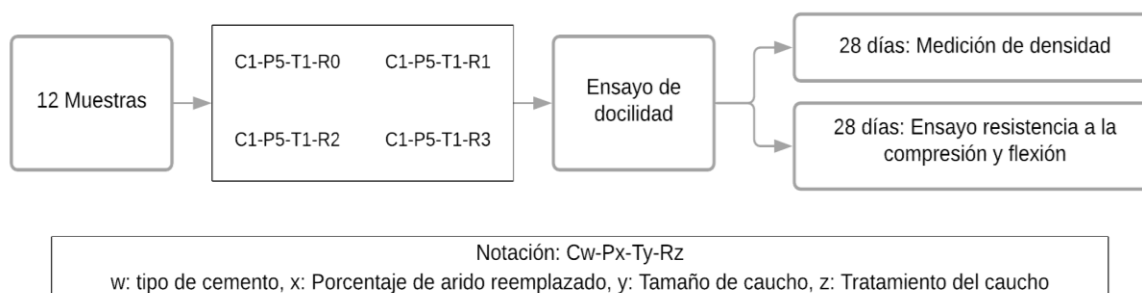 12 Muestras
C1-P5-T1-R0 C1-P5-T1-R1
C1-P5-T1-R2 C1-P5-T1-R3
Ensayo de
docilidad
28 días: Medición de densidad
28 días: Ensayo resistencia a la
compresión y flexión
Notación: Cw-Px-Ty-Rz
w: tipo de cemento, x: Porcentaje de arido reemplazado, y: Tamaño de caucho, z: Tratamiento del caucho